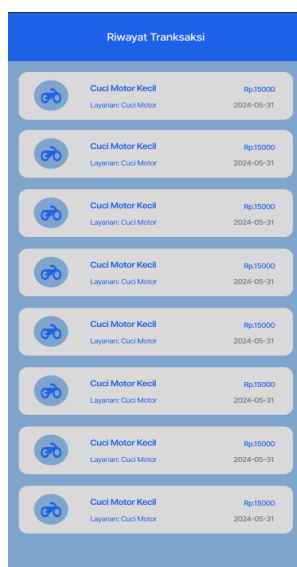 Riwayat Tranksaksi
Cuci Motor Kecil Rp.15000
Layanan: Cuci Motor 2024-05-31
Cuci Motor Kecil Rp.15000
Layanan: Cuci Motor 2024-05-31
Cuci Motor Kecil Rp.15000
Layanan: Cuci Motor 2024-05-31
Cuci Motor Kecil Rp.15000
Layanan: Cuci Motor 2024-05-31
Cuci Motor Kecil Rp.15000
Layanan: Cuci Motor 2024-05-31
Cuci Motor Kecil Rp.15000
Layanan: Cuci Motor 2024-05-31
Cuci Motor Kecil Rp.15000
Layanan: Cuci Motor 2024-05-31
Cuci Motor Kecil Rp.15000
Layanan: Cuci Motor 2024-05-31